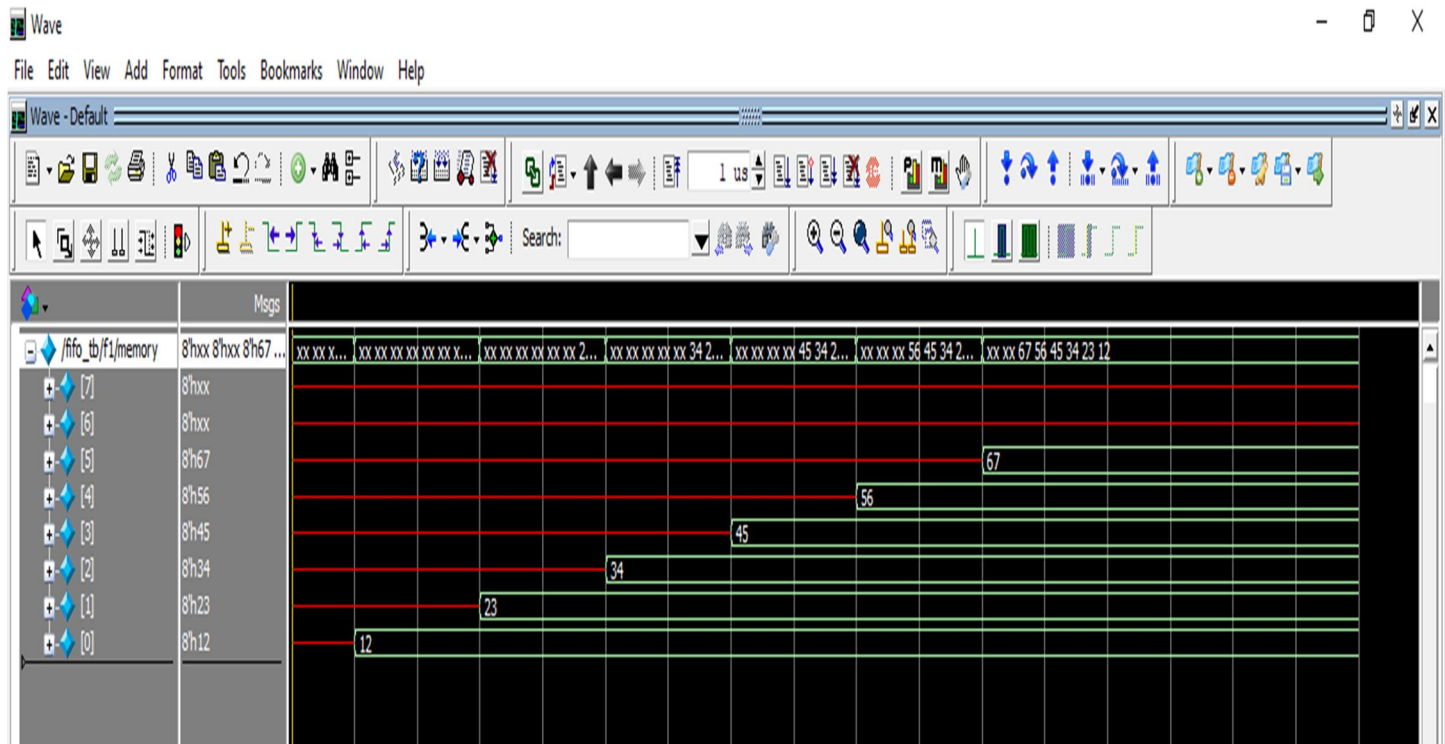 Wave
File Edit View Add Format Tools Bookmarks Window Help
Wave - Default
1 us
Search:
Msgs
/fifo_tb/f1/memory 8'hxx 8'hxx 8'h67 ... xx xx x... xx xx xx xx xx xx x... xx xx xx xx xx xx 2... xx xx xx xx xx 34 2... xx xx xx xx 45 34 2... xx xx xx 56 45 34 2... xx xx 67 56 45 34 23 12
[7] 8'hxx
[6] 8'hxx
[5] 8'h67 67
[4] 8'h56 56
[3] 8'h45 45
[2] 8'h34 34
[1] 8'h23 23
[0] 8'h12 12